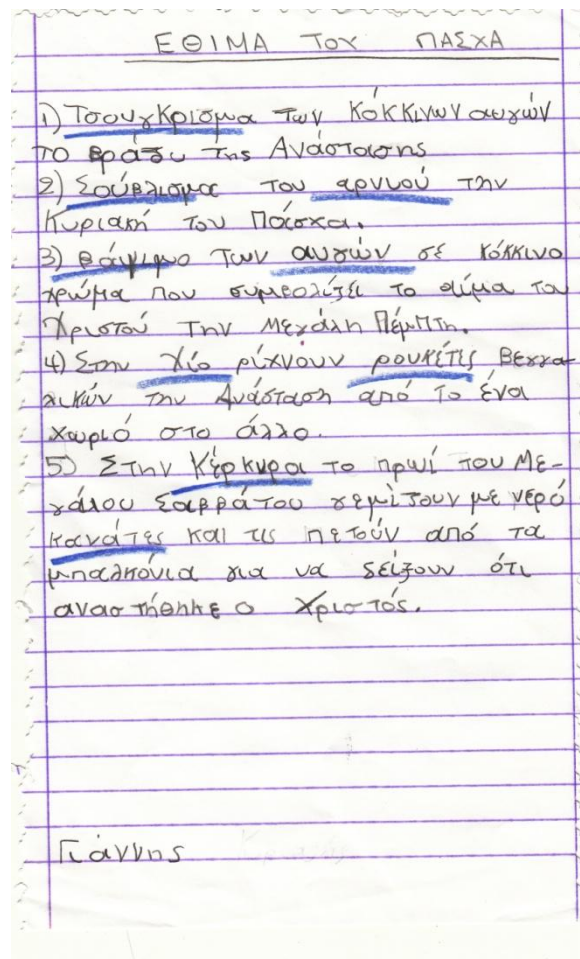 ΕΘΙΜΑ ΤΟΥ ΠΑΣΧΑ
1) Τσουγκρισμα των κόκκινων αυγών
το βράδυ της Ανάστασης
2) Σούβλισμα του αρνιού την
Κυριακή του Πάσχα.
3) Βάψιμο των αυγών σε κόκκινο
χρώμα που συμβολίζει το αίμα του
Χριστού την Μεγάλη Πέμπτη.
4) Στην Χίο ρίχνουν ρουκέτες βεγγα-
λικών την Ανάσταση από το ένα
χωριό στο άλλο.
5) Στην Κέρκυρα το πρωί του Με-
γάλου Σαββάτου γεμίζουν με νερό
κανάτες και τις πετούν από τα
μπαλκόνια για να δείξουν ότι
αναστήθηκε ο Χριστός.
Γιάννης